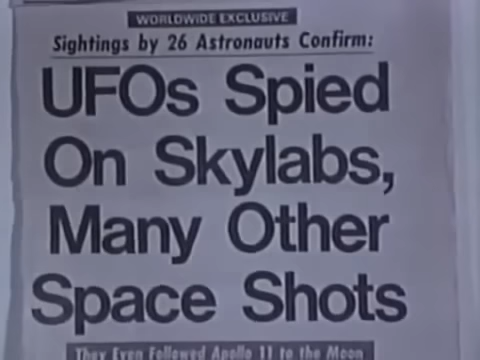 WORLDWIDE EXCLUSIVE
Sightings by 26 Astronauts Confirm:
UFOs Spied
On Skylabs,
Many Other
Space Shots
They Even Followed Apollo 11 to the Moon